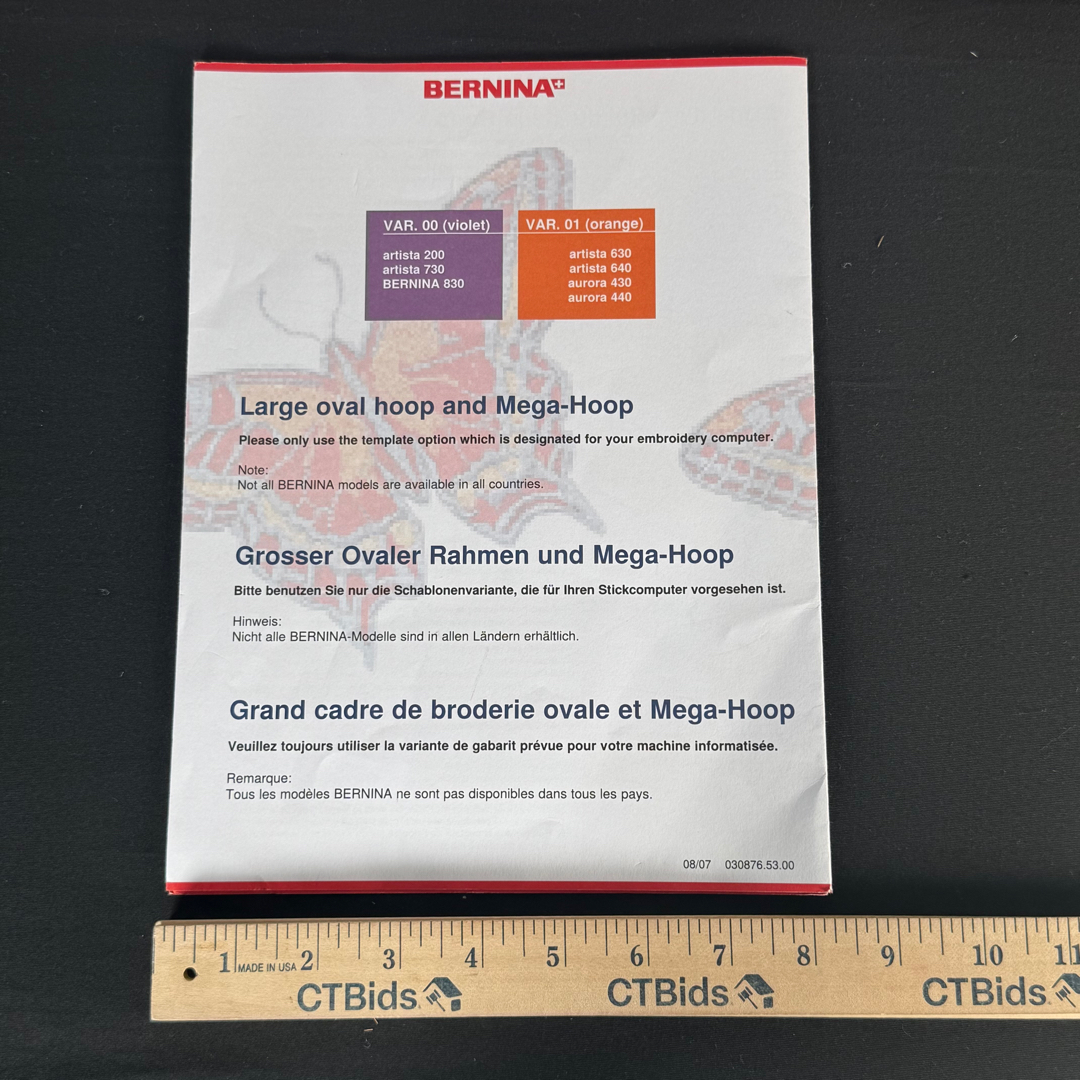 BERNINA+
VAR. 00 (violet)
artista 200
artista 730
BERNINA 830
VAR. 01 (orange)
artista 630
artista 640
aurora 430
aurora 440
Large oval hoop and Mega-Hoop
Please only use the template option which is designated for your embroidery computer.
Note:
Not all BERNINA models are available in all countries.
Grosser Ovaler Rahmen und Mega-Hoop
Bitte benutzen Sie nur die Schablonenvariante, die für Ihren Stickcomputer vorgesehen ist.
Hinweis:
Nicht alle BERNINA-Modelle sind in allen Ländern erhältlich.
Grand cadre de broderie ovale et Mega-Hoop
Veuillez toujours utiliser la variante de gabarit prévue pour votre machine informatisée.
Remarque:
Tous les modèles BERNINA ne sont pas disponibles dans tous les pays.
08/07 030876.53.00
1 MADE IN USA 2 3 4 5 6 7 8 9 10 11
CTBids CTBids CTBids